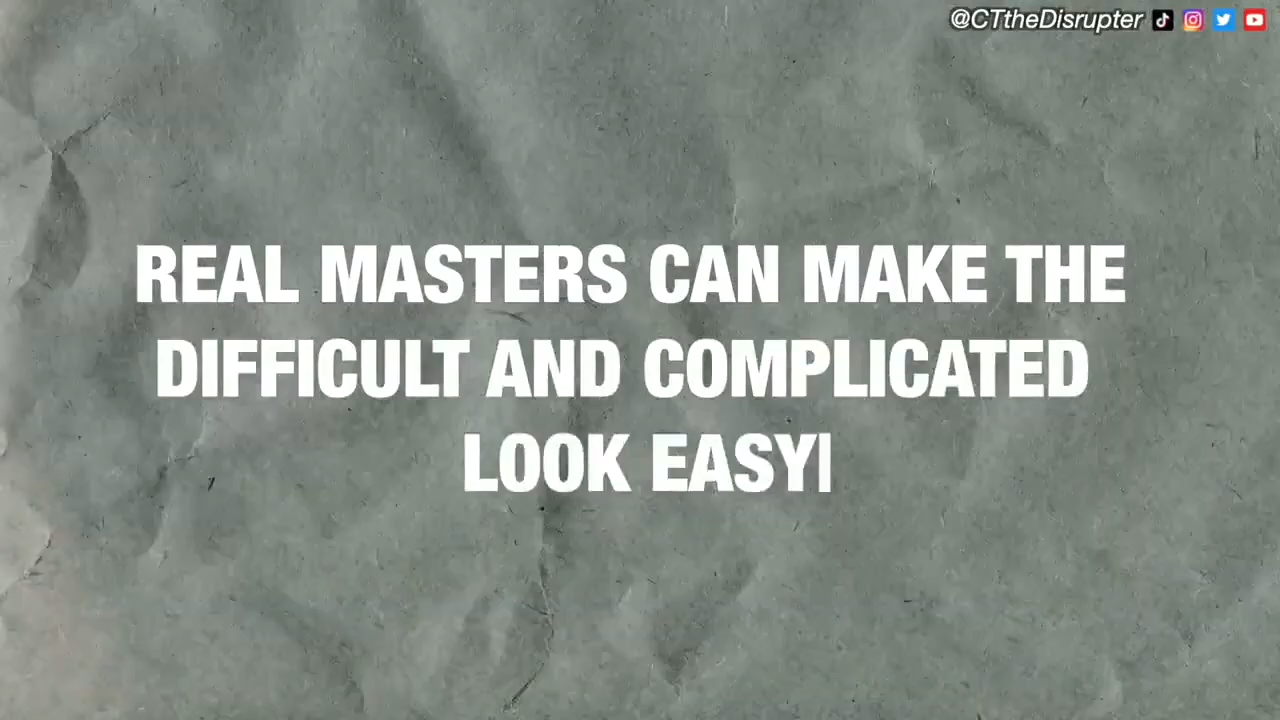 @CTtheDisrupter
REAL MASTERS CAN MAKE THE
DIFFICULT AND COMPLICATED
LOOK EASY|